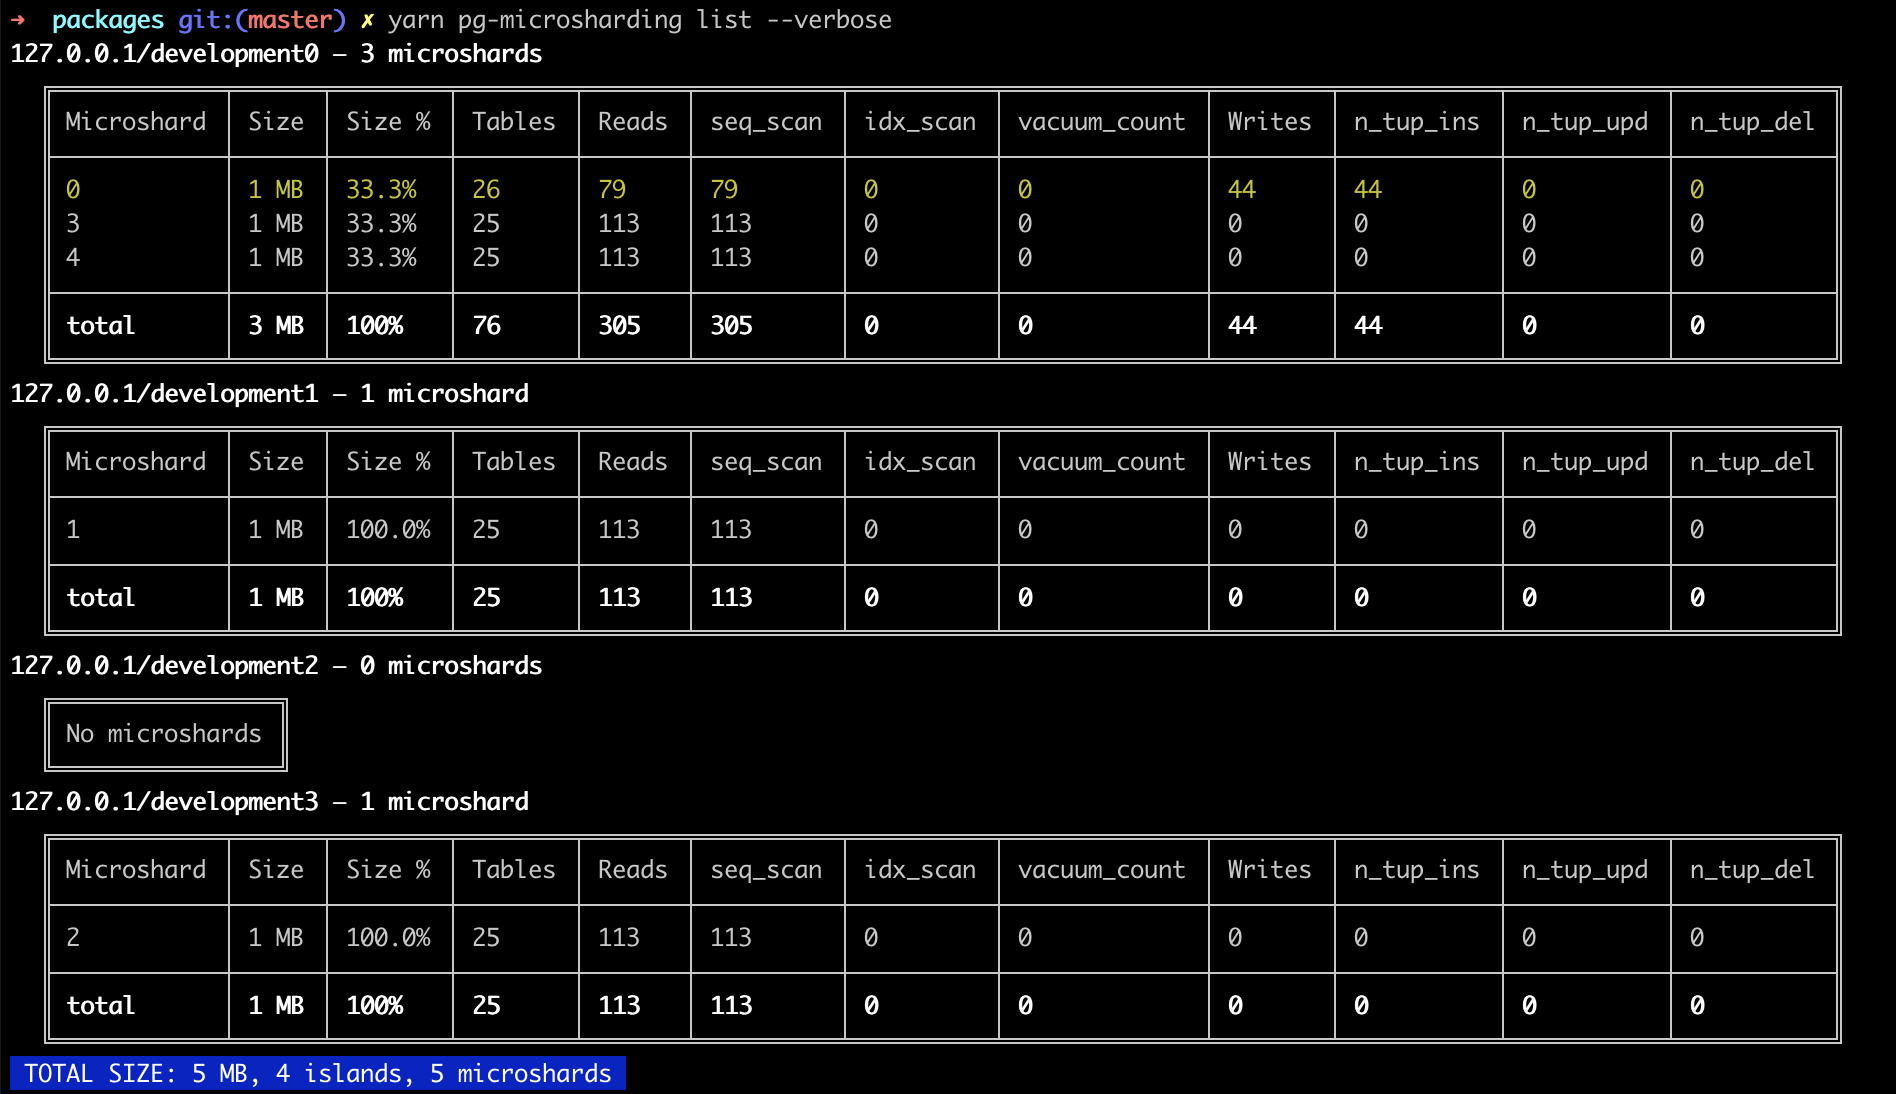 ➜  packages git:(master) ✗ yarn pg-microsharding list --verbose
127.0.0.1/development0 — 3 microshards
Microshard Size Size % Tables Reads seq_scan idx_scan vacuum_count Writes n_tup_ins n_tup_upd n_tup_del
0 1 MB 33.3% 26 79 79 0 0 44 44 0 0
3 1 MB 33.3% 25 113 113 0 0 0 0 0 0
4 1 MB 33.3% 25 113 113 0 0 0 0 0 0
total 3 MB 100% 76 305 305 0 0 44 44 0 0
127.0.0.1/development1 — 1 microshard
Microshard Size Size % Tables Reads seq_scan idx_scan vacuum_count Writes n_tup_ins n_tup_upd n_tup_del
1 1 MB 100.0% 25 113 113 0 0 0 0 0 0
total 1 MB 100% 25 113 113 0 0 0 0 0 0
127.0.0.1/development2 — 0 microshards
No microshards
127.0.0.1/development3 — 1 microshard
Microshard Size Size % Tables Reads seq_scan idx_scan vacuum_count Writes n_tup_ins n_tup_upd n_tup_del
2 1 MB 100.0% 25 113 113 0 0 0 0 0 0
total 1 MB 100% 25 113 113 0 0 0 0 0 0
TOTAL SIZE: 5 MB, 4 islands, 5 microshards